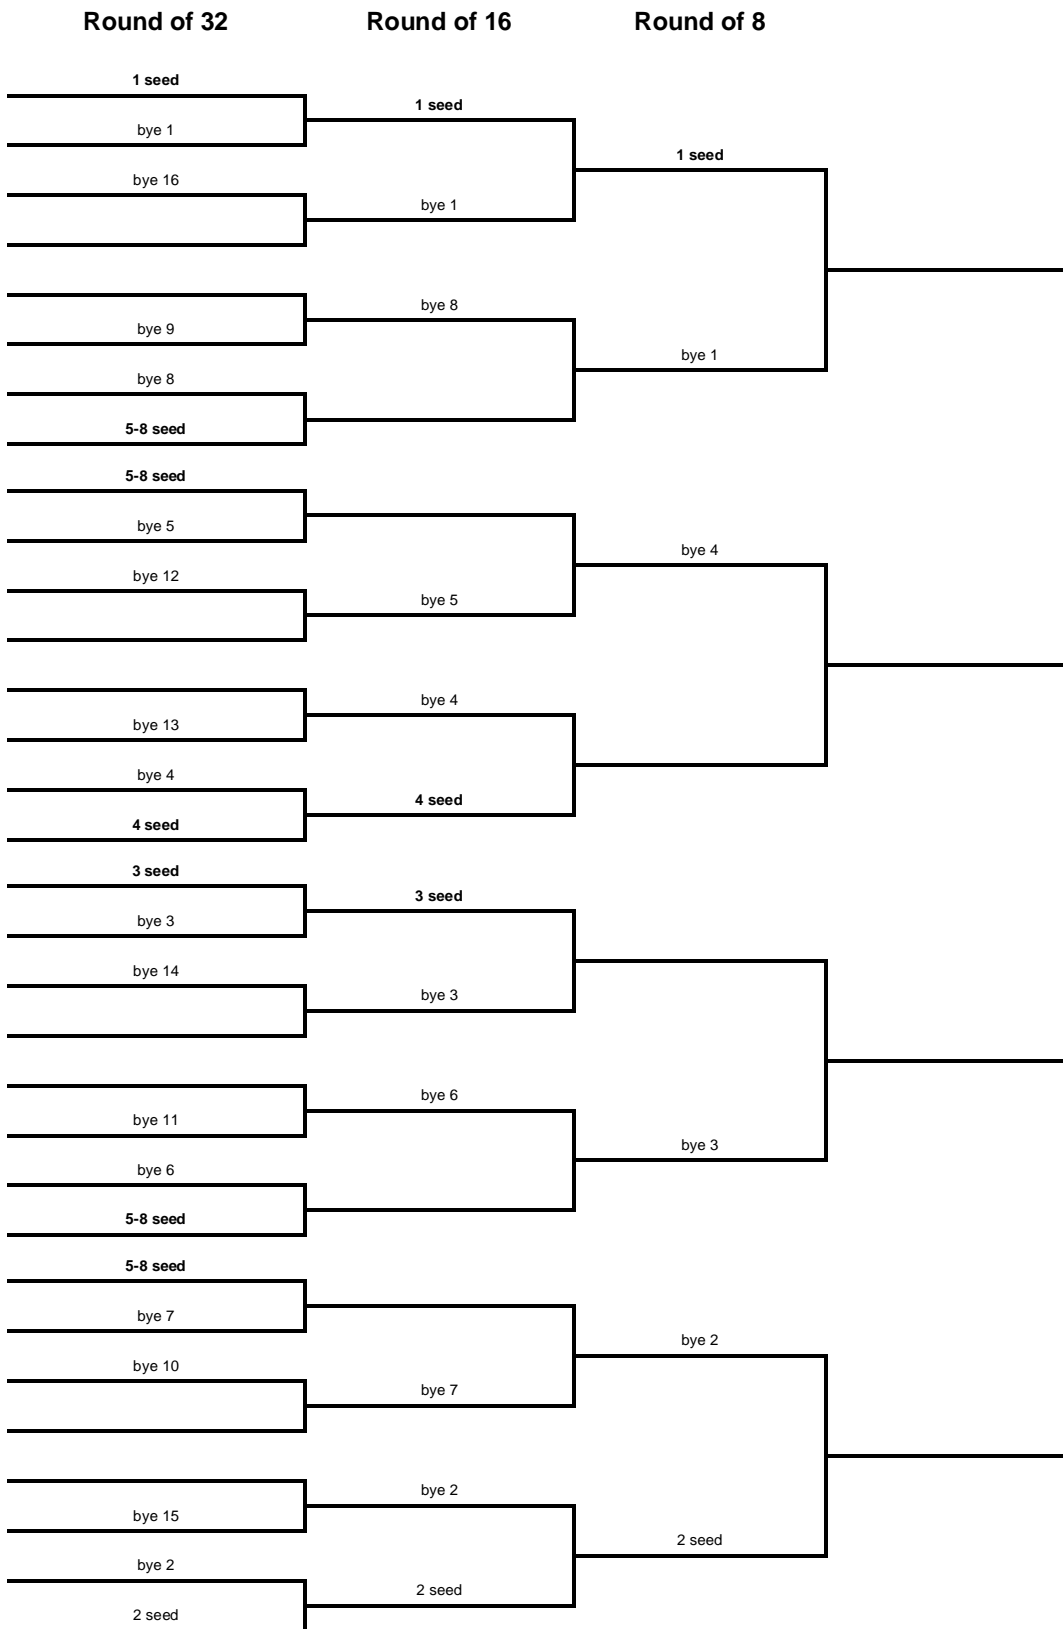 Round of 32 Round of 16 Round of 8
1 seed
1 seed
bye 1
1 seed
bye 16
bye 1
bye 8
bye 9
bye 1
bye 8
5-8 seed
5-8 seed
bye 5
bye 4
bye 12
bye 5
bye 4
bye 13
bye 4
4 seed
4 seed
3 seed
3 seed
bye 3
bye 14
bye 3
bye 6
bye 11
bye 3
bye 6
5-8 seed
5-8 seed
bye 7
bye 2
bye 10
bye 7
bye 2
bye 15
2 seed
bye 2
2 seed
2 seed